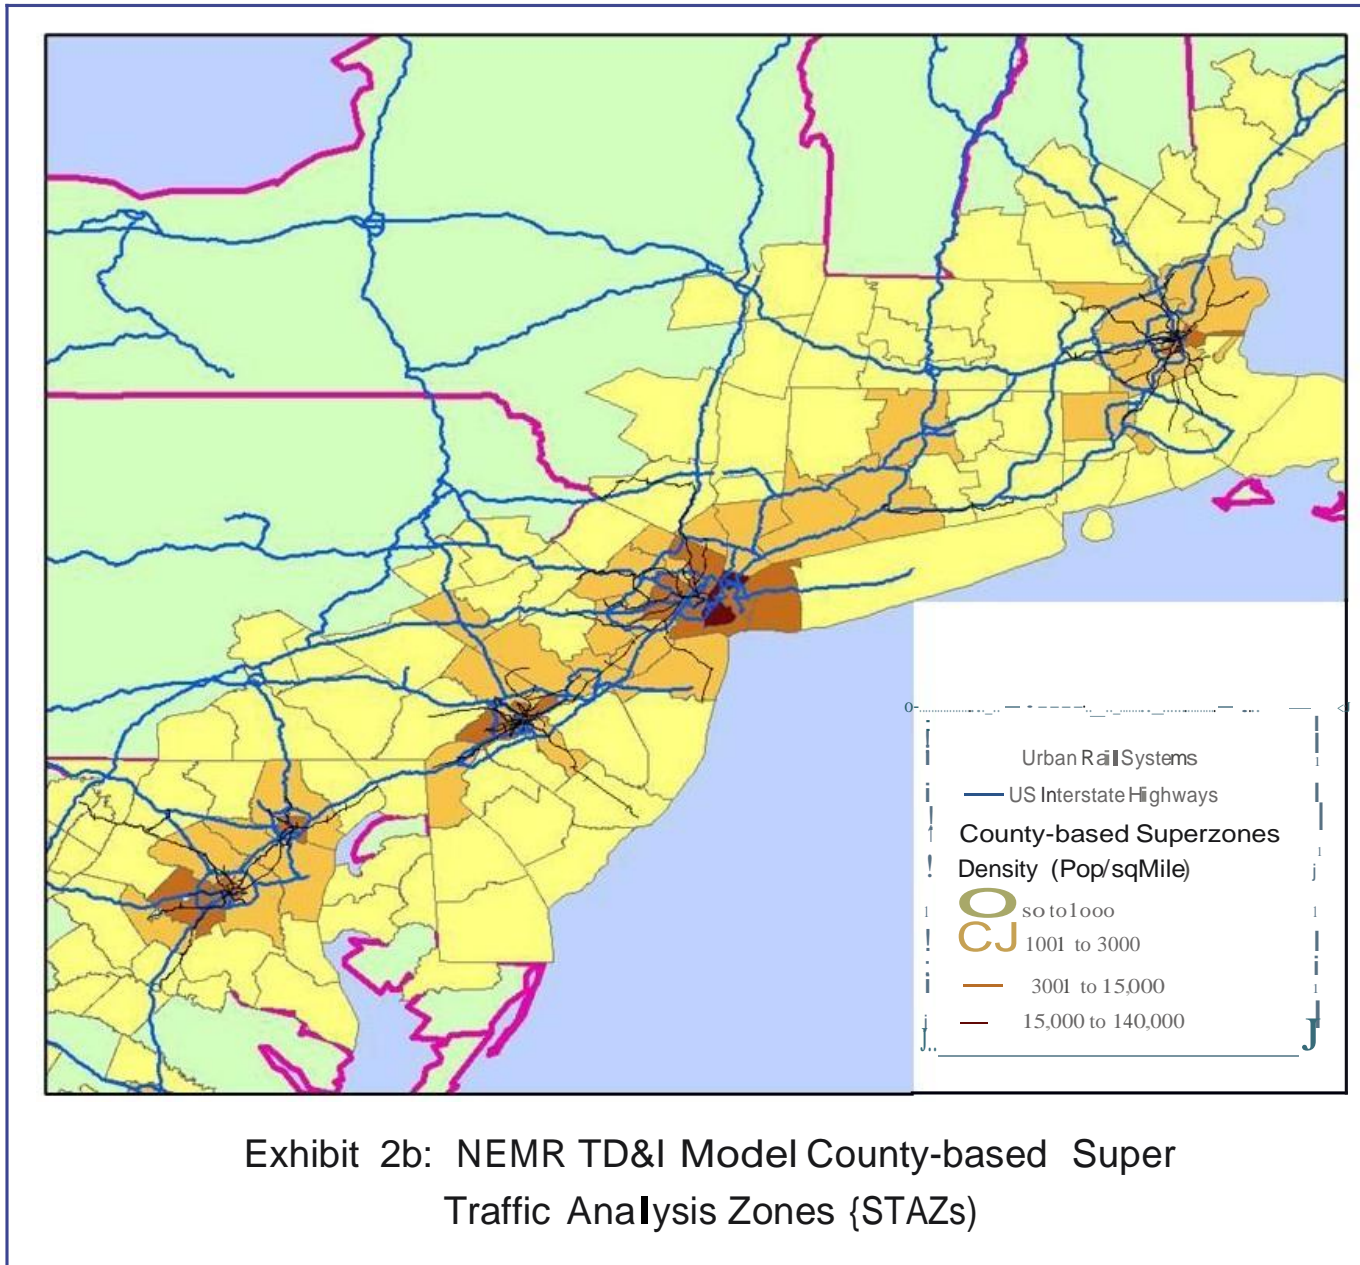 Urban Rail Systems
US Interstate Highways
County-based Superzones
Density (Pop/sqMile)
so to1ooo
1001 to 3000
3001 to 15,000
15,000 to 140,000
Exhibit 2b: NEMR TD&I Model County-based Super
Traffic Analysis Zones {STAZs)